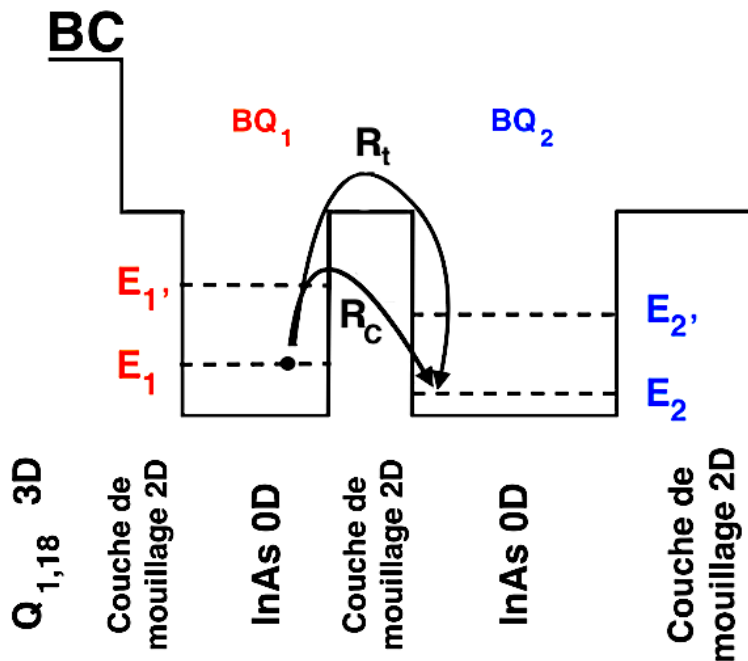 BC
BQ1
BQ2
Rt
E1'
RC
E2'
E1
E2
Q1,18 3D
Couche de
mouillage 2D
InAs 0D
Couche de
mouillage 2D
InAs 0D
Couche de
mouillage 2D